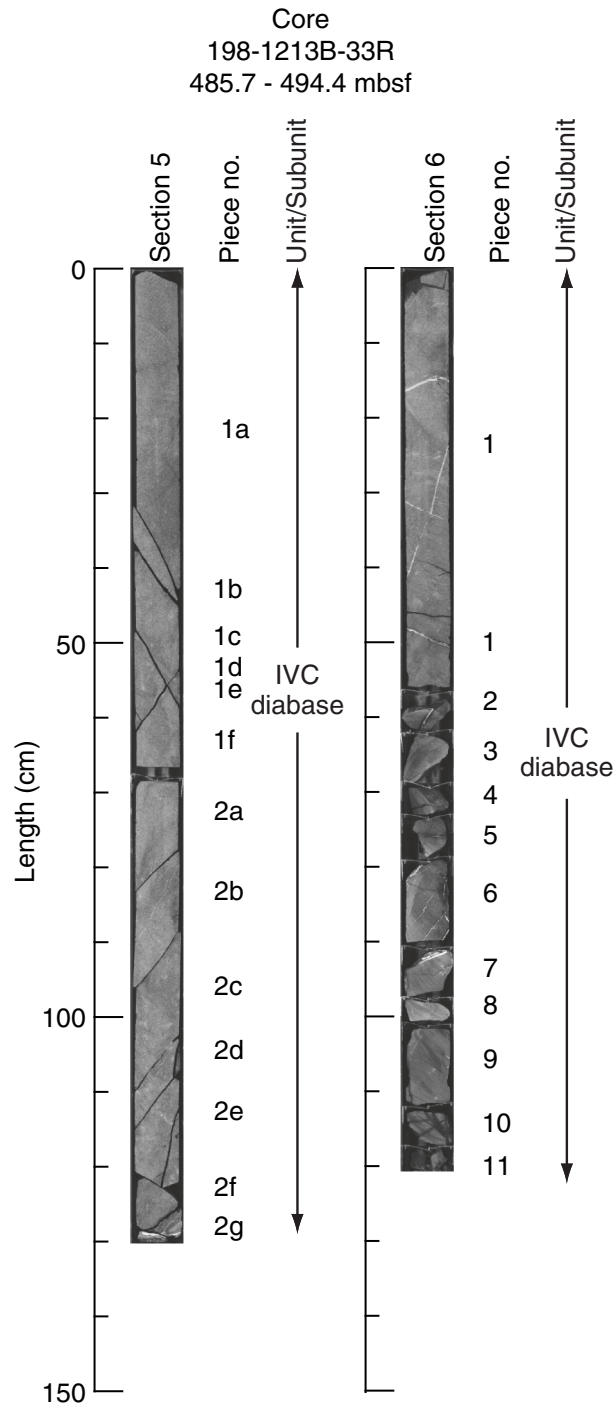 Core
198-1213B-33R
485.7 - 494.4 mbsf
Section 5
Piece no.
Unit/Subunit
Section 6
Piece no.
Unit/Subunit
Length (cm)
0
50
100
150
1a
1b
1c
1d
1e
1f
2a
2b
2c
2d
2e
2f
2g
IVC
diabase
1
1
2
3
4
5
6
7
8
9
10
11
IVC
diabase